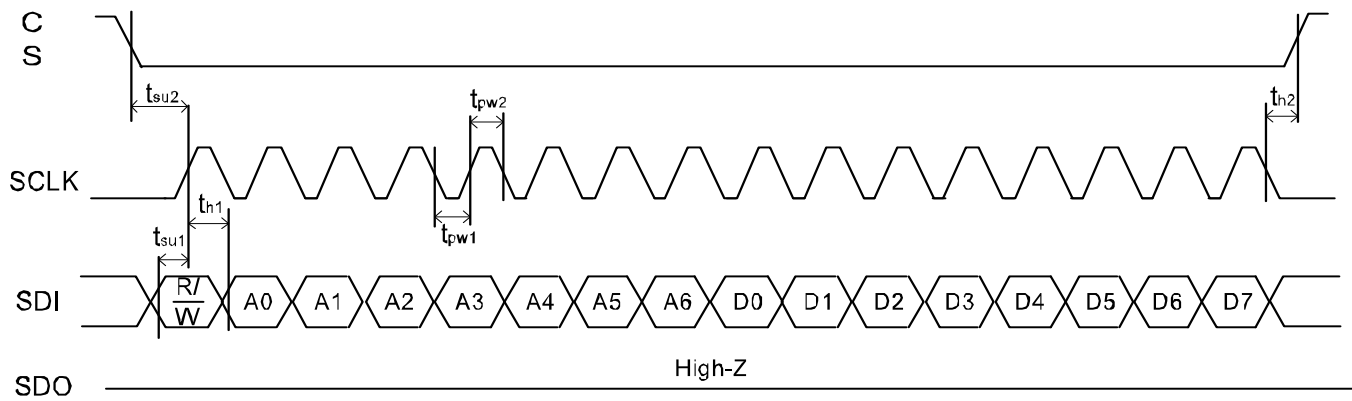 C
S
tsu2
tpw2
th2
SCLK
th1
tpw1
tsu1
SDI
R/
W
A0 A1 A2 A3 A4 A5 A6 D0 D1 D2 D3 D4 D5 D6 D7
High-Z
SDO